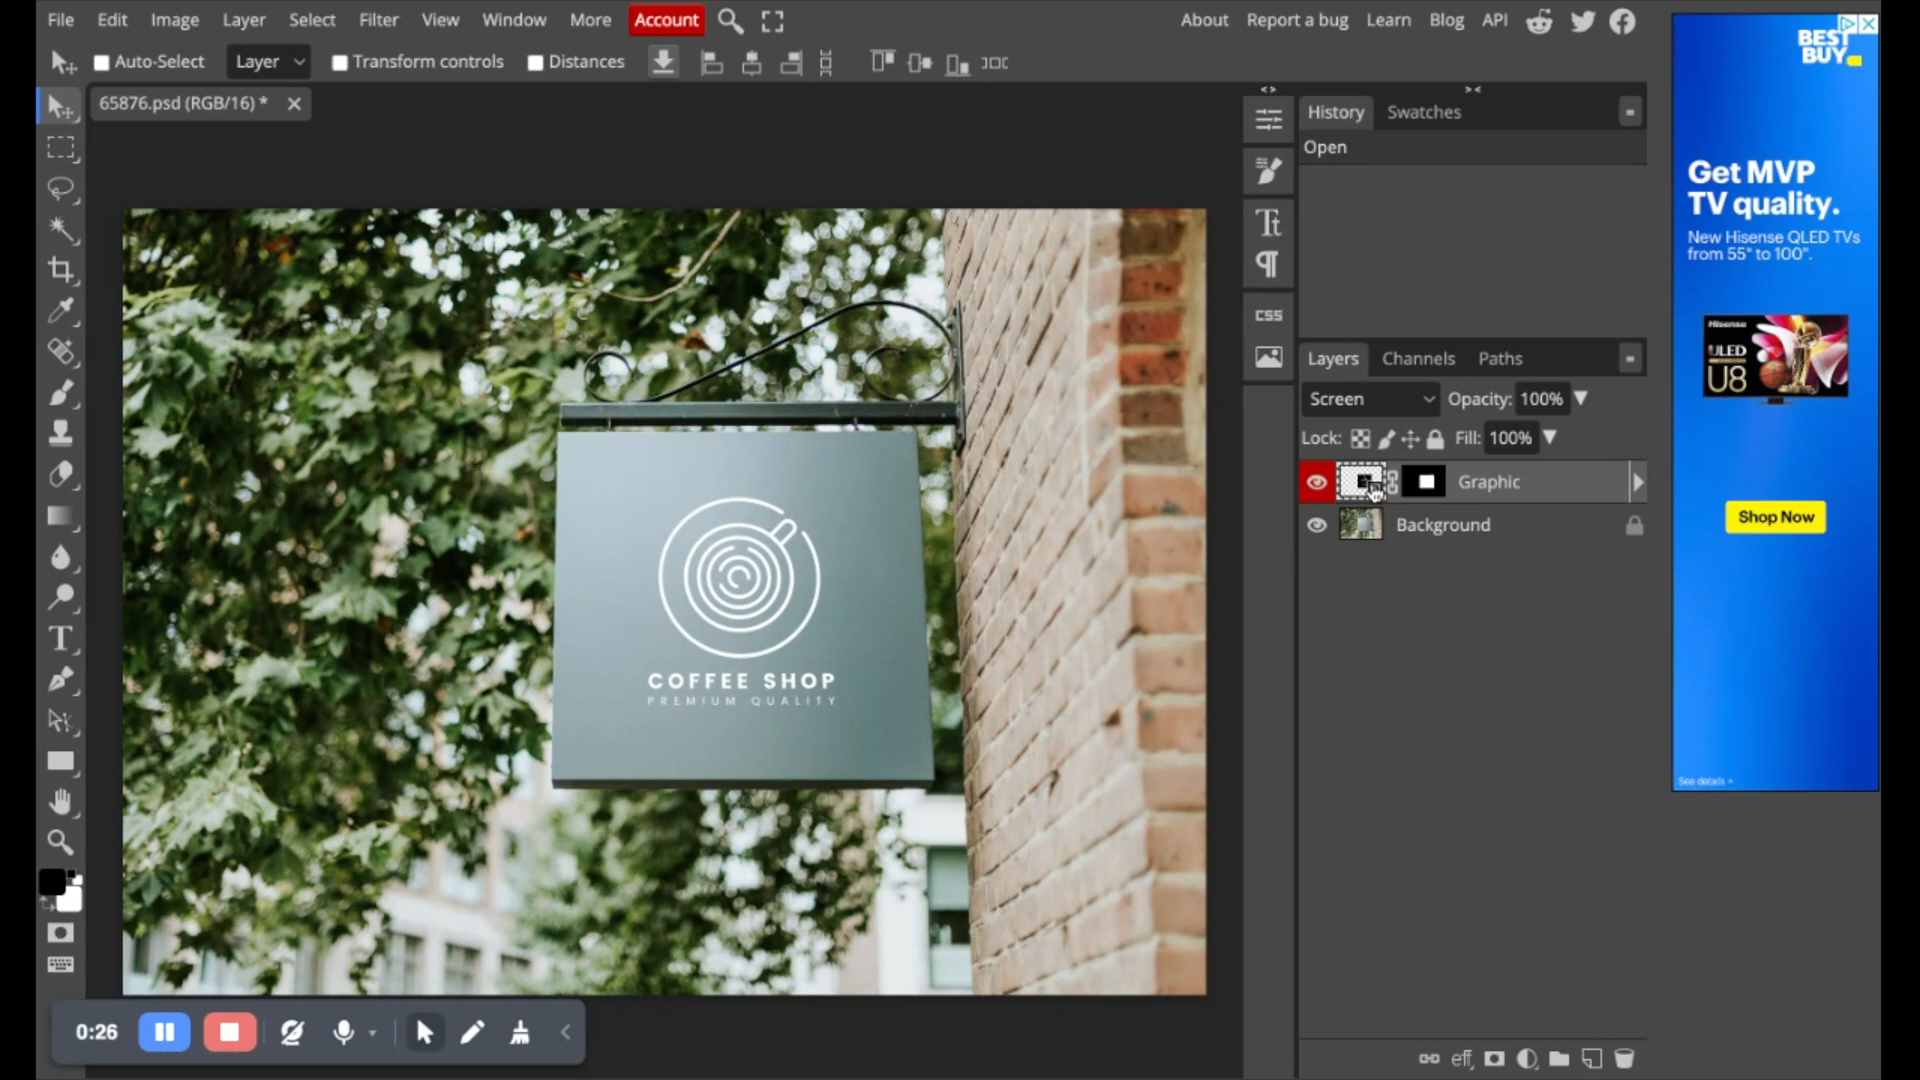 File Edit Image Layer Select Filter View Window More Account
About Report a bug Learn Blog API
Auto-Select Layer Transform controls Distances
65876.psd (RGB/16) *
History Swatches
Open
Tt
CSS
Layers Channels Paths
Screen Opacity: 100%
Lock: Fill: 100%
Graphic
Background
eff
COFFEE SHOP
PREMIUM QUALITY
T
0:26
BEST
BUY
Get MVP
TV quality.
New Hisense QLED TVs
from 55" to 100".
Hisense
ULED
U8
Shop Now
See details